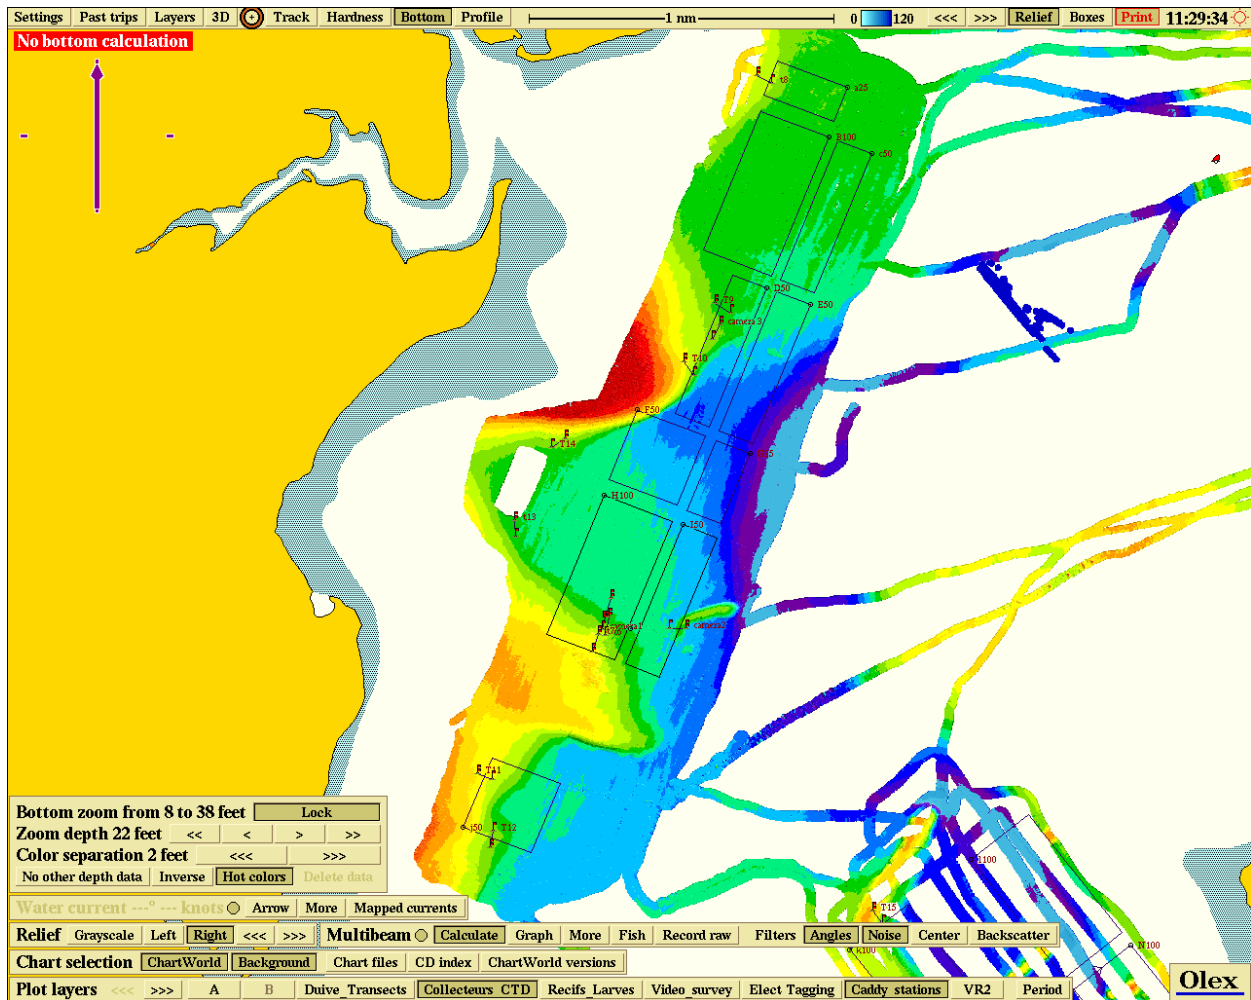 Settings Past trips Layers 3D Track Hardness Bottom Profile 1 nm 0 120 <<< >>> Relief Boxes Print 11:29:34
No bottom calculation
t8
a25
B100
c50
D50
T9
E50
camera 3
T10
F50
T14
H100
t13
I50
camera2
T11
j50
T12
l100
T15
k100
N100
Bottom zoom from 8 to 38 feet Lock
Zoom depth 22 feet << < > >>
Color separation 2 feet <<< >>>
No other depth data Inverse Hot colors Delete data
Water current ---° --- knots Arrow More Mapped currents
Relief Grayscale Left Right <<< >>> Multibeam Calculate Graph More Fish Record raw Filters Angles Noise Center Backscatter
Chart selection ChartWorld Background Chart files CD index ChartWorld versions
Plot layers <<< >>> A B Duive_Transects Collecteurs_CTD Recifs_Larves Video_survey Elect Tagging Caddy_stations VR2 Period
Olex